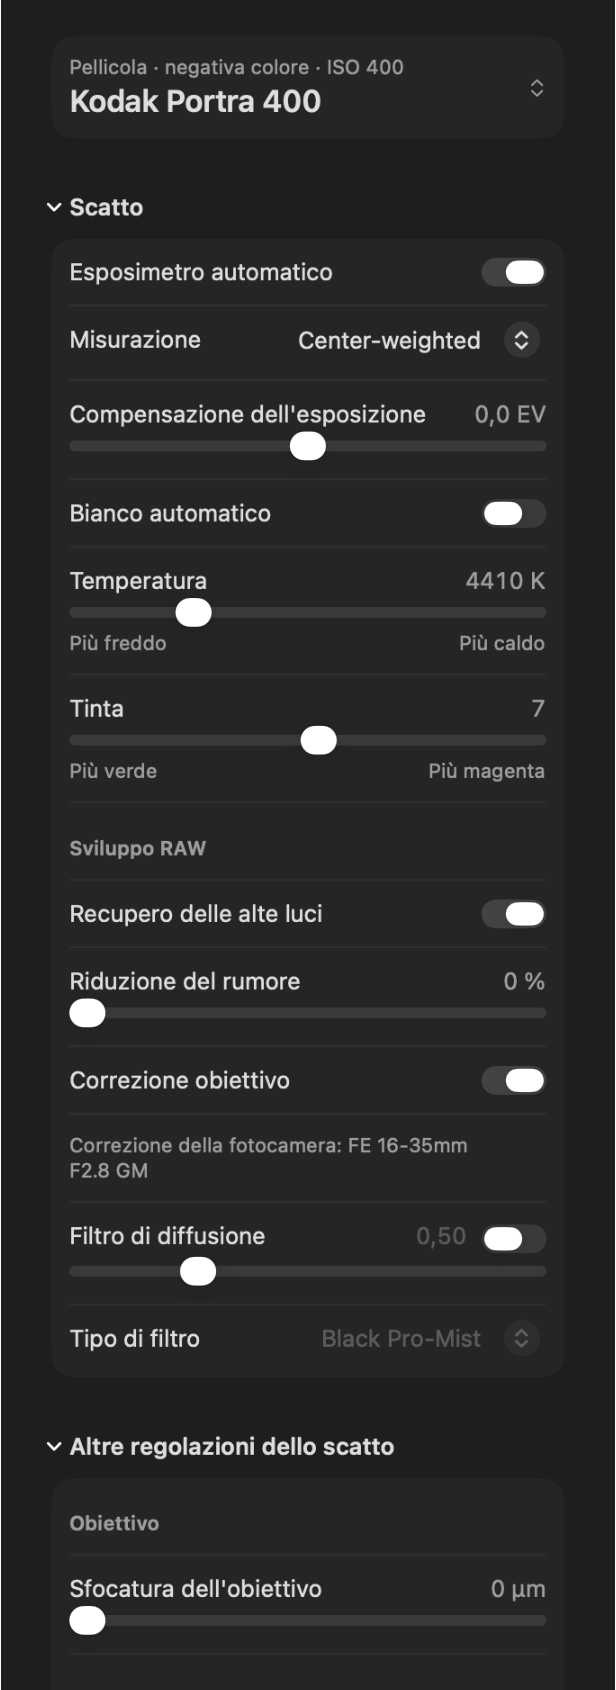 Pellicola · negativa colore · ISO 400
Kodak Portra 400
Scatto
Esposimetro automatico
Misurazione Center-weighted
Compensazione dell'esposizione 0,0 EV
Bianco automatico
Temperatura 4410 K
Più freddo Più caldo
Tinta 7
Più verde Più magenta
Sviluppo RAW
Recupero delle alte luci
Riduzione del rumore 0 %
Correzione obiettivo
Correzione della fotocamera: FE 16-35mm
F2.8 GM
Filtro di diffusione 0,50
Tipo di filtro Black Pro-Mist
Altre regolazioni dello scatto
Obiettivo
Sfocatura dell'obiettivo 0 µm